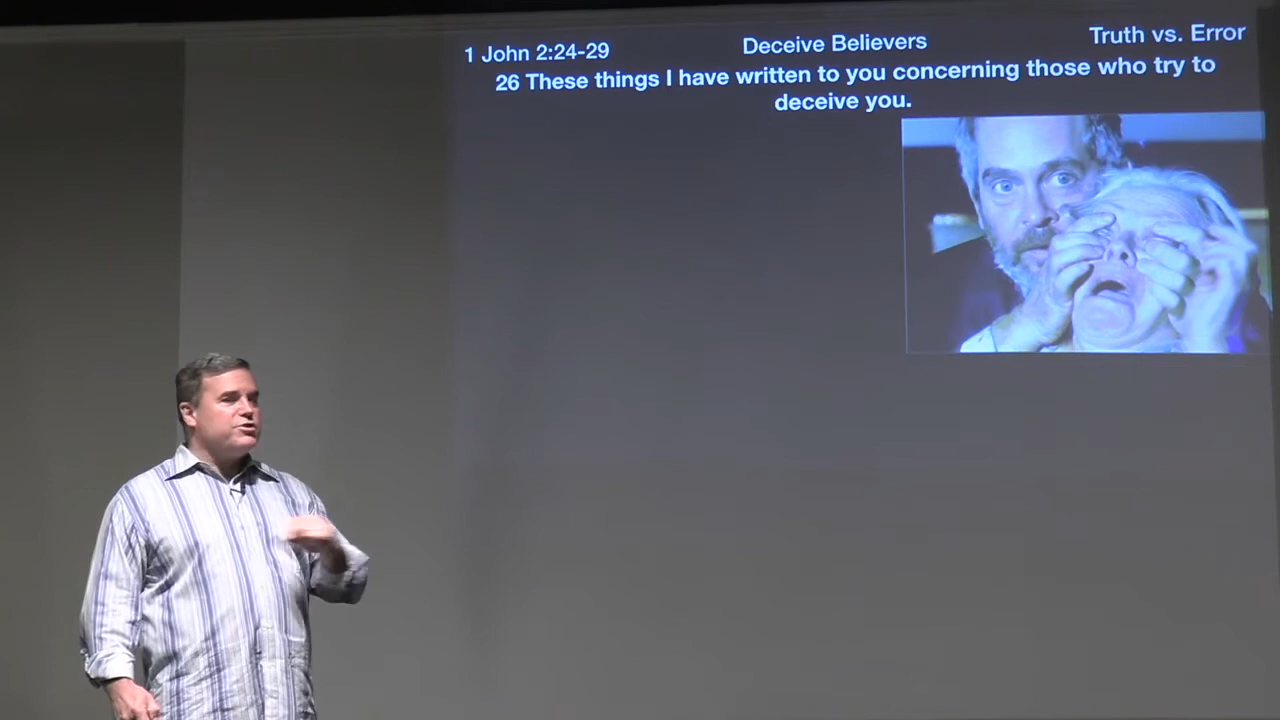 1 John 2:24-29 Deceive Believers Truth vs. Error
26 These things I have written to you concerning those who try to
deceive you.